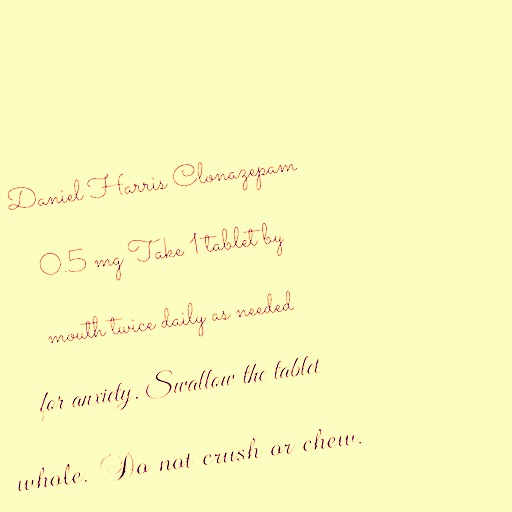 Daniel Harris Clonazepam
0.5 mg Take 1 tablet by
mouth twice daily as needed
for anxiety. Swallow the tablet
whole. Do not crush or chew.